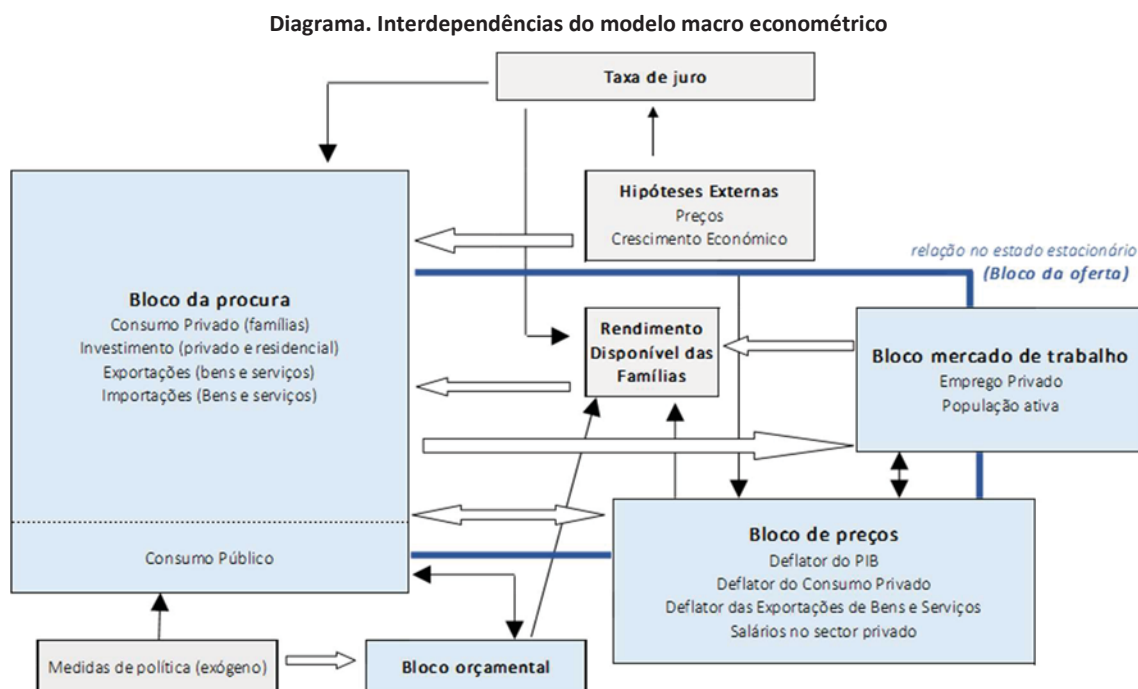 Diagrama. Interdependências do modelo macro econométrico
Taxa de juro
Hipóteses Externas
Preços
Crescimento Económico
relação no estado estacionário
(Bloco da oferta)
Bloco da procura
Consumo Privado (famílias)
Investimento (privado e residencial)
Exportações (bens e serviços)
Importações (Bens e serviços)
Rendimento
Disponível das
Famílias
Bloco mercado de trabalho
Emprego Privado
População ativa
Consumo Público
Bloco de preços
Deflator do PIB
Deflator do Consumo Privado
Deflator das Exportações de Bens e Serviços
Salários no sector privado
Medidas de política (exógeno)
Bloco orçamental